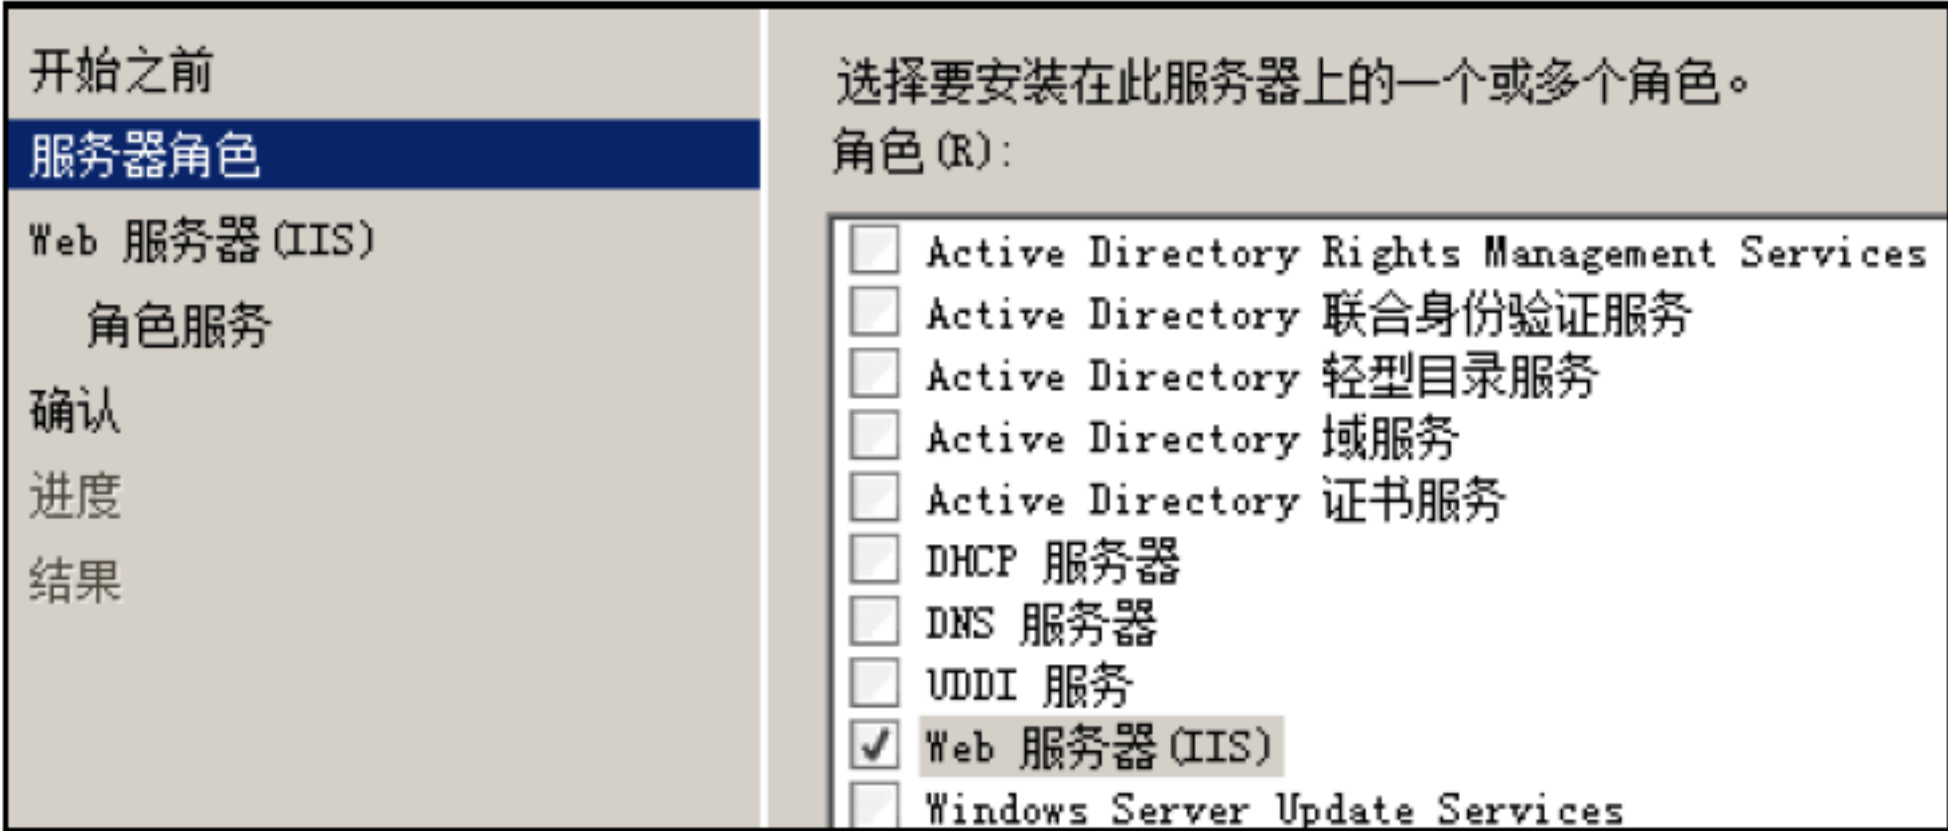 开始之前
服务器角色
Web 服务器(IIS)
角色服务
确认
进度
结果
选择要安装在此服务器上的一个或多个角色。
角色(R):
Active Directory Rights Management Services
Active Directory 联合身份验证服务
Active Directory 轻型目录服务
Active Directory 域服务
Active Directory 证书服务
DHCP 服务器
DNS 服务器
UDDI 服务
Web 服务器(IIS)
Windows Server Update Services